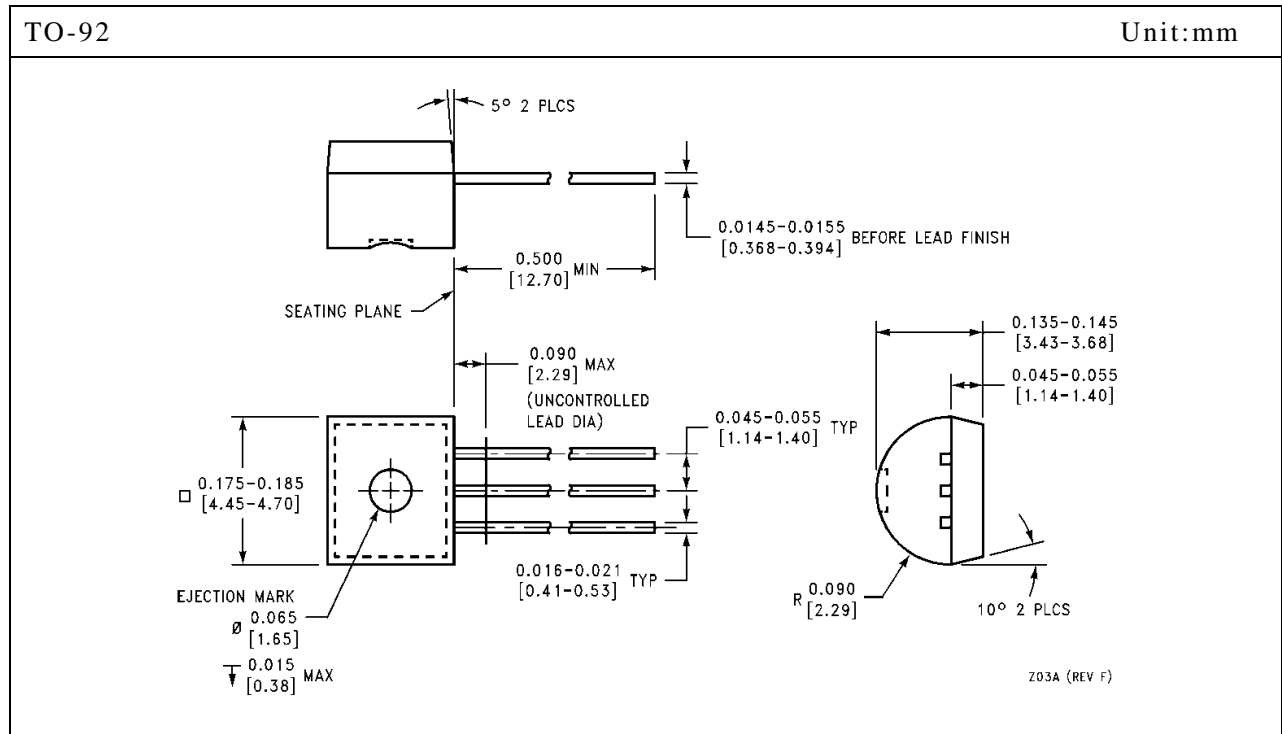 TO-92 Unit:mm
5° 2 PLCS
0.0145-0.0155
[0.368-0.394] BEFORE LEAD FINISH
0.500
[12.70] MIN
SEATING PLANE
0.090
[2.29] MAX
(UNCONTROLLED
LEAD DIA)
0.045-0.055
[1.14-1.40] TYP
0.135-0.145
[3.43-3.68]
0.045-0.055
[1.14-1.40]
□ 0.175-0.185
[4.45-4.70]
0.016-0.021
[0.41-0.53] TYP
EJECTION MARK
Ø 0.065
[1.65]
↧ 0.015
[0.38] MAX
R 0.090
[2.29]
10° 2 PLCS
Z03A (REV F)